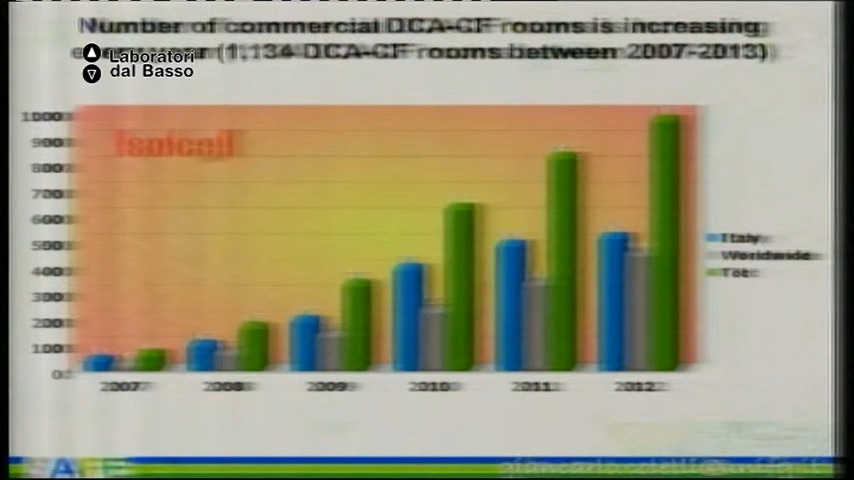 Number of commercial DCA-CF rooms is increasing
(1,134 DCA-CF rooms between 2007-2013)
Laboratori
dal Basso
Isolcell
1000
900
800
700
600
500
400
300
200
100
0
Italy
Worldwide
Tot
2007 2008 2009 2010 2011 2012